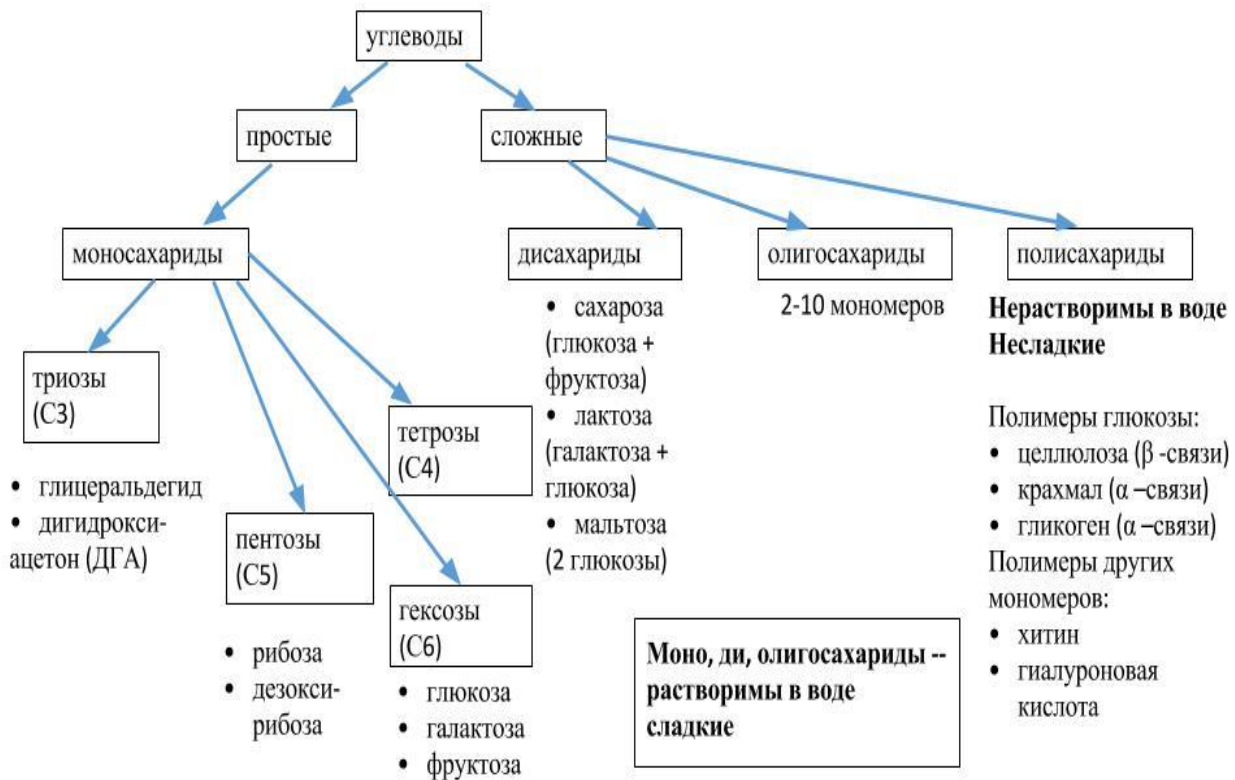 углеводы
простые
сложные
моносахариды
дисахариды
олигосахариды
полисахариды
триозы
(С3)
• глицеральдегид
• дигидрокси-
ацетон (ДГА)
пентозы
(С5)
• рибоза
• дезокси-
рибоза
гексозы
(С6)
• глюкоза
• галактоза
• фруктоза
тетрозы
(С4)
• сахароза
(глюкоза +
фруктоза)
• лактоза
(галактоза +
глюкоза)
• мальтоза
(2 глюкозы)
2-10 мономеров
Нерастворимы в воде
Несладкие
Полимеры глюкозы:
• целлюлоза (β -связи)
• крахмал (α –связи)
• гликоген (α –связи)
Полимеры других
мономеров:
• хитин
• гиалуроновая
кислота
Моно, ди, олигосахариды --
растворимы в воде
сладкие